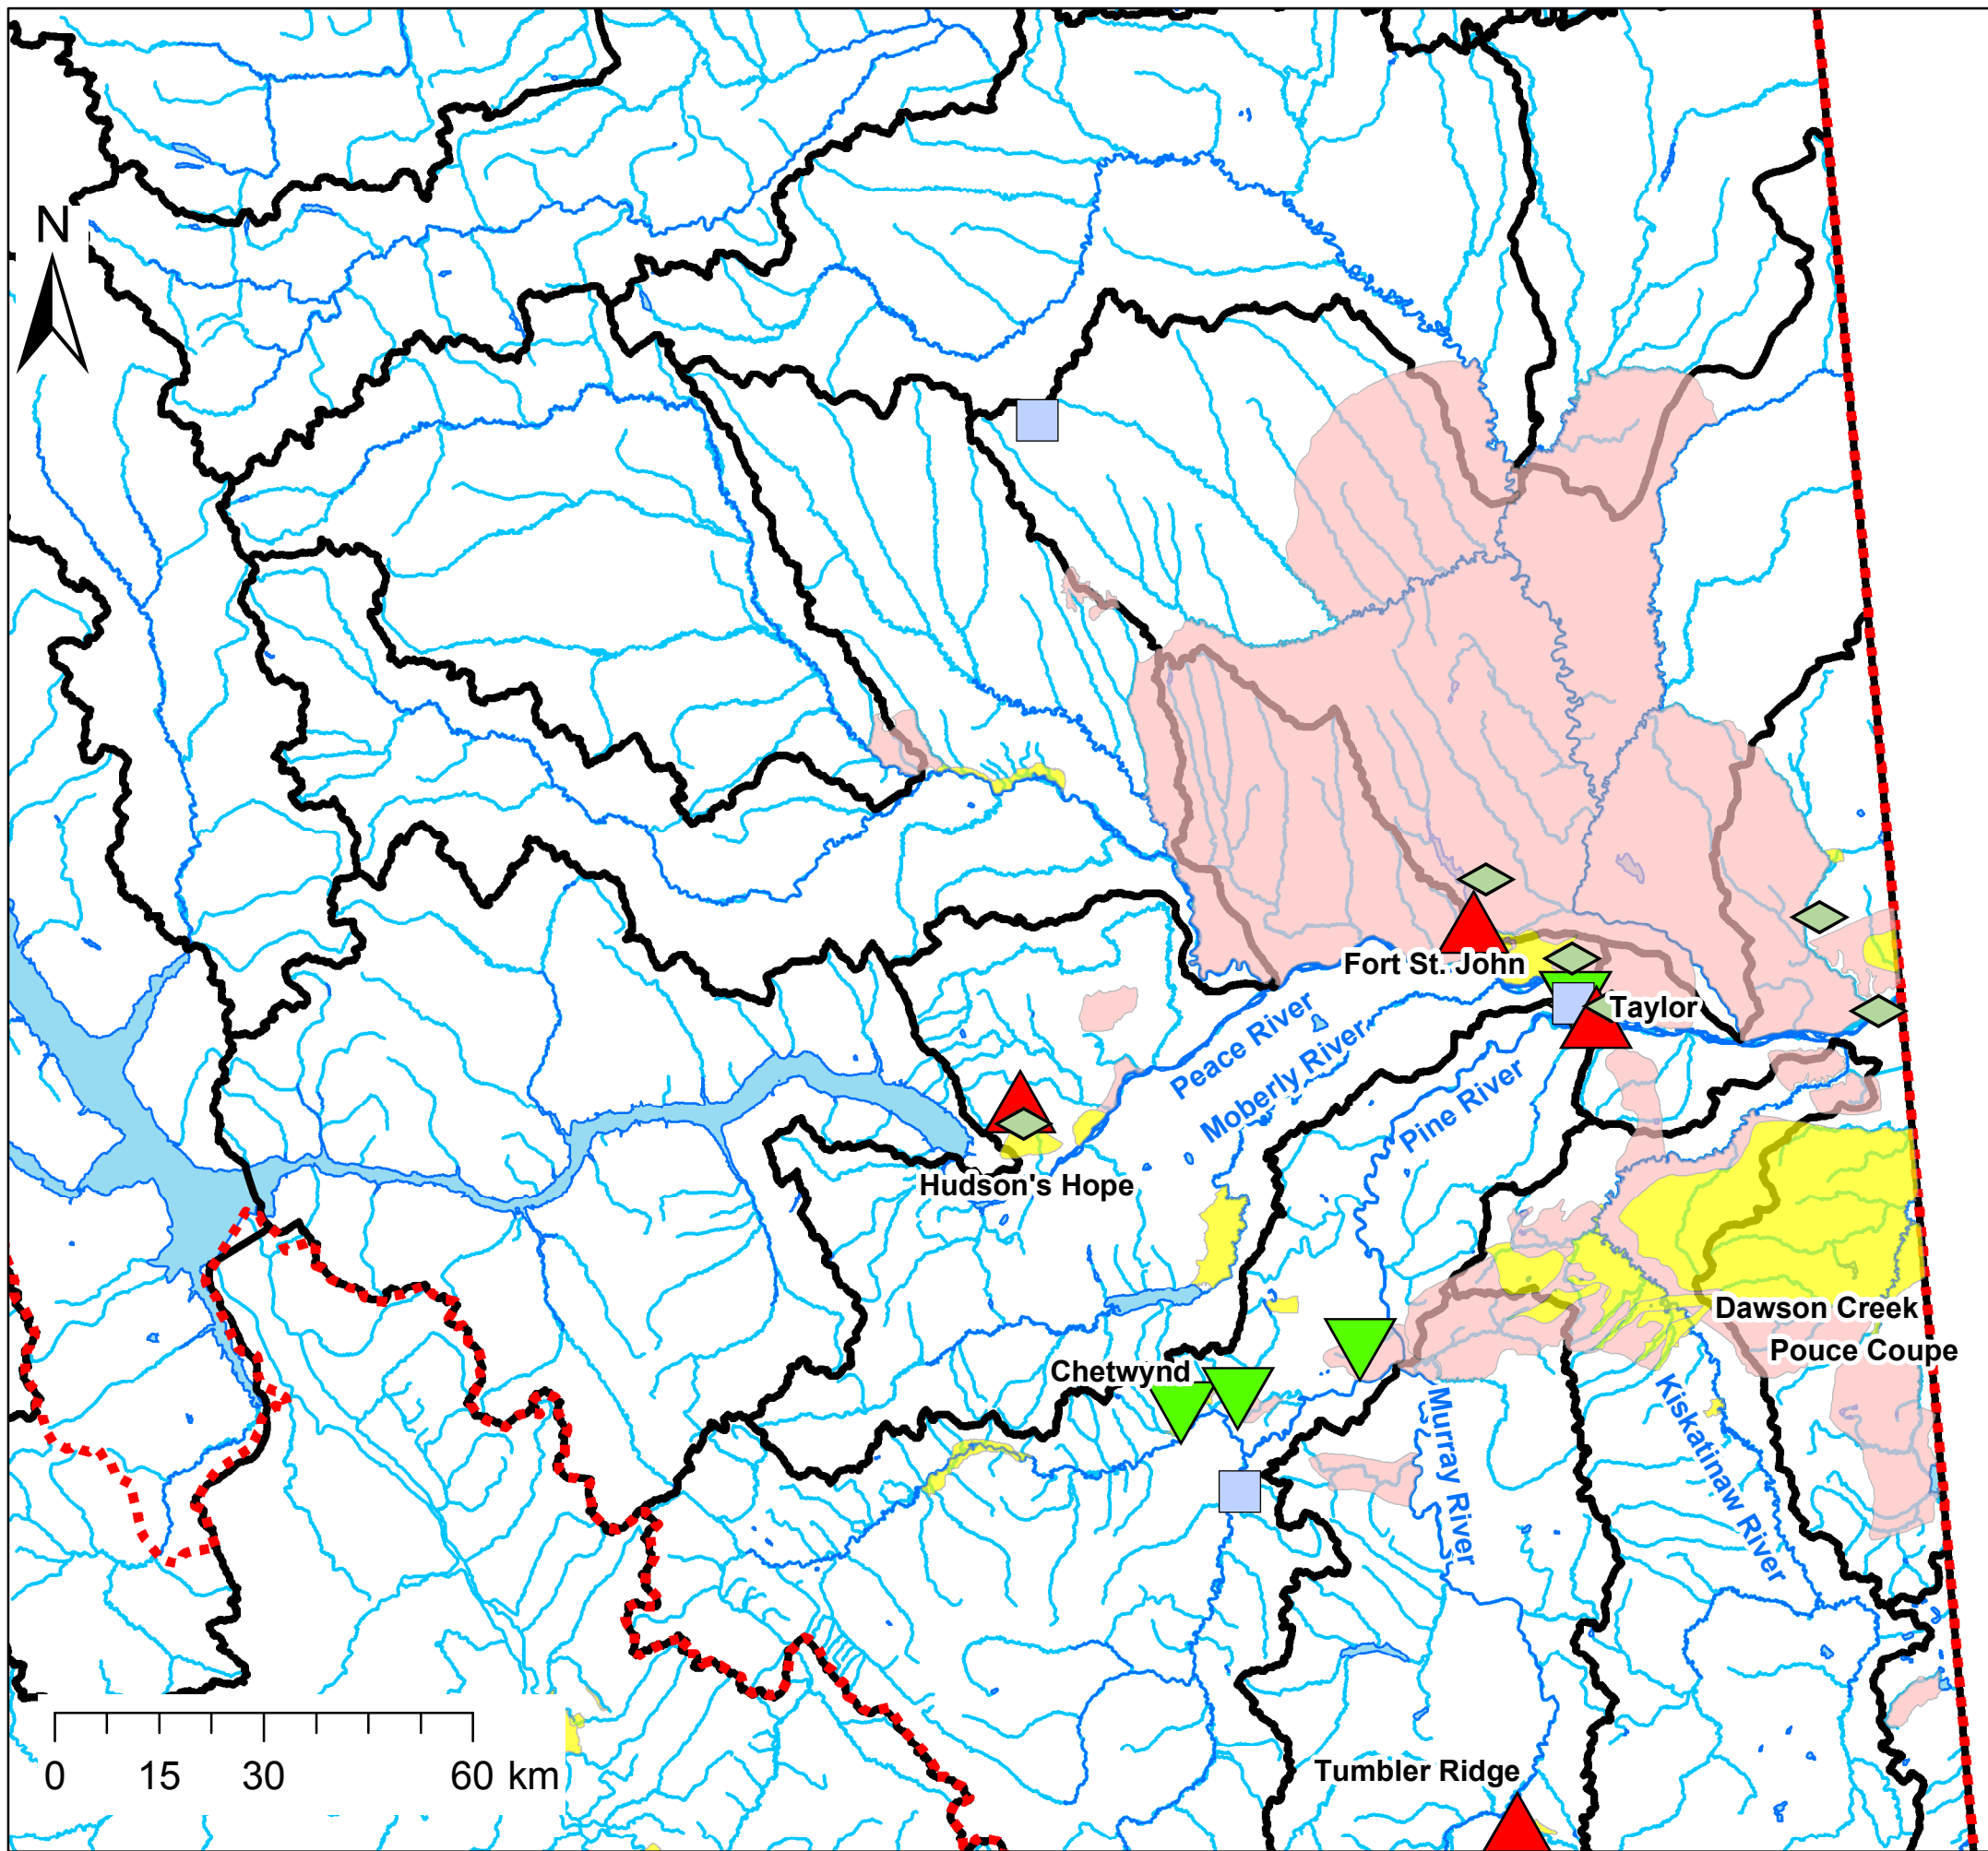 N
Fort St. John
Taylor
Peace River
Moberly River
Pine River
Hudson's Hope
Dawson Creek
Pouce Coupe
Chetwynd
Murray River
Kiskatinaw River
Tumbler Ridge
0 15 30 60 km